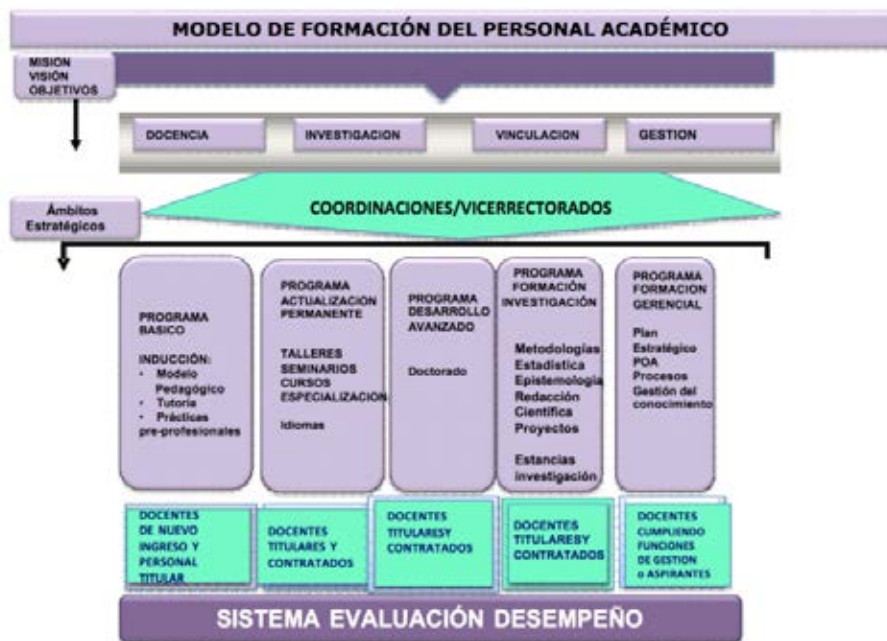 MODELO DE FORMACIÓN DEL PERSONAL ACADÉMICO
MISION
VISIÓN
OBJETIVOS
DOCENCIA
INVESTIGACION
VINCULACION
GESTION
Ámbitos
Estratégicos
COORDINACIONES/VICERRECTORADOS
PROGRAMA
BASICO
INDUCCIÓN:
• Modelo
Pedagógico
• Tutoria
• Prácticas
pre-profesionales
PROGRAMA
ACTUALIZACION
PERMANENTE
TALLERES
SEMINARIOS
CURSOS
ESPECIALIZACIÓN
Idiomas
PROGRAMA
DESARROLLO
AVANZADO
Doctorado
PROGRAMA
FORMACIÓN
INVESTIGACIÓN
Metodologías
Estadística
Epistemología
Redacción
Científica
Proyectos
Estancias
investigación
PROGRAMA
FORMACION
GERENCIAL
Plan
Estratégico
POA
Procesos
Gestión del
conocimiento
DOCENTES
DE NUEVO
INGRESO Y
PERSONAL
TITULAR
DOCENTES
TITULARES Y
CONTRATADOS
DOCENTES
TITULARESY
CONTRATADOS
DOCENTES
TITULARESY
CONTRATADOS
DOCENTES
CUMPLIENDO
FUNCIONES
DE GESTION
o ASPIRANTES
SISTEMA EVALUACIÓN DESEMPEÑO